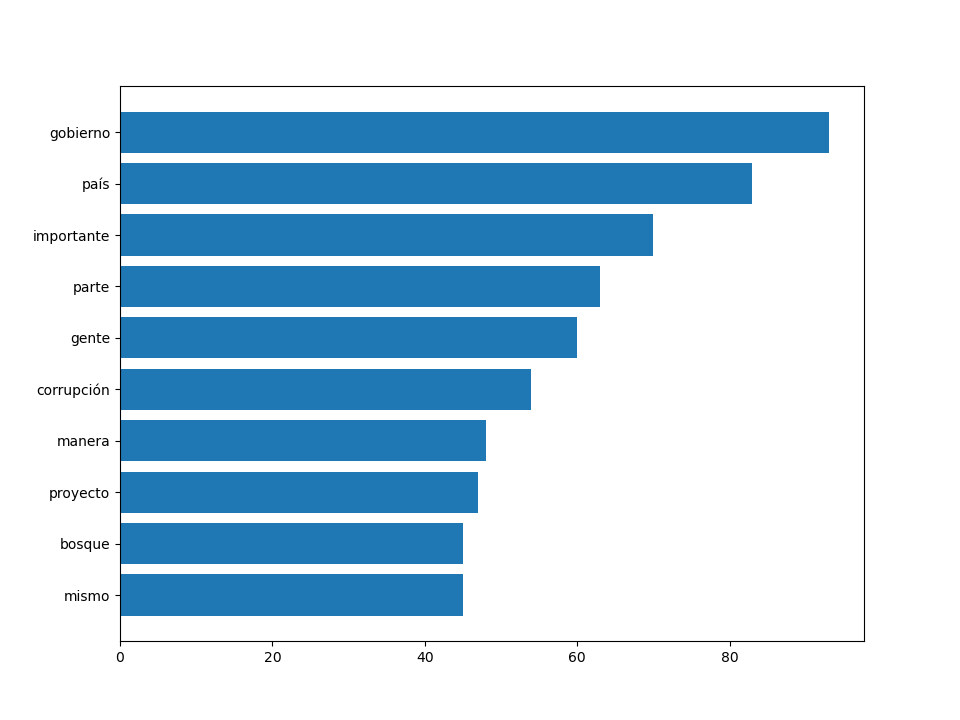 gobierno
país
importante
parte
gente
corrupción
manera
proyecto
bosque
mismo
0 20 40 60 80